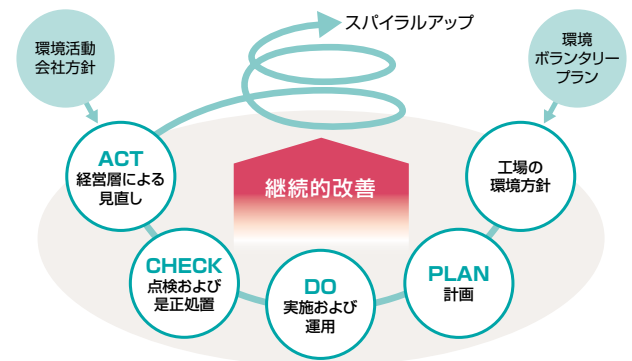 スパイラルアップ
環境活動
会社方針
環境
ボランタリー
プラン
ACT
経営層による
見直し
継続的改善
工場の
環境方針
CHECK
点検および
是正処置
DO
実施および
運用
PLAN
計画